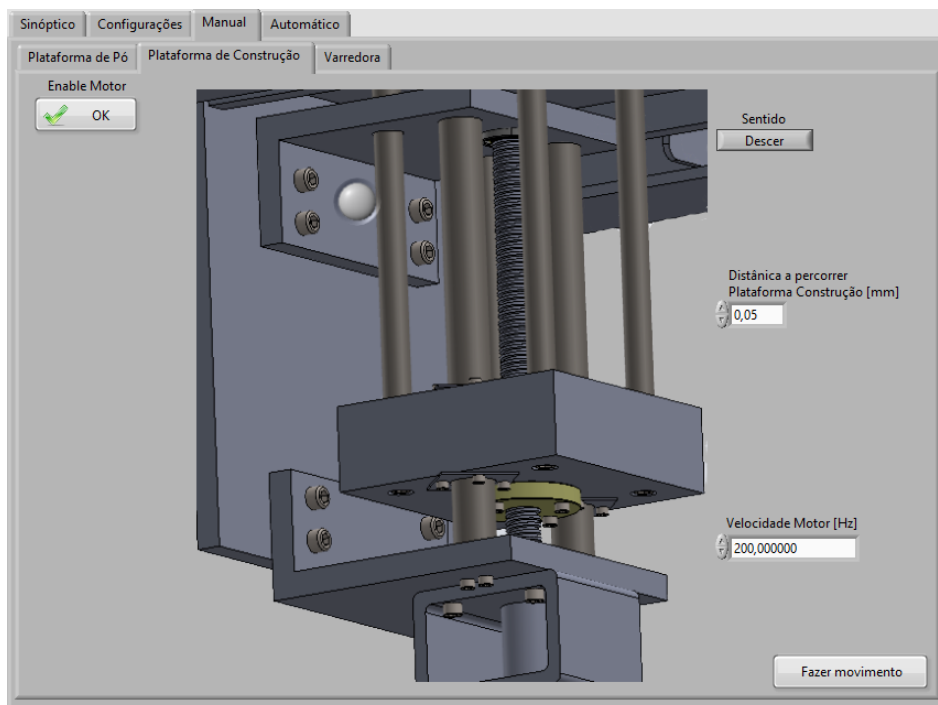 Sinóptico
Configurações
Manual
Automático
Plataforma de Pó
Plataforma de Construção
Varredora
Enable Motor
OK
Sentido
Descer
Distânica a percorrer
Plataforma Construção [mm]
0,05
Velocidade Motor [Hz]
200,000000
Fazer movimento